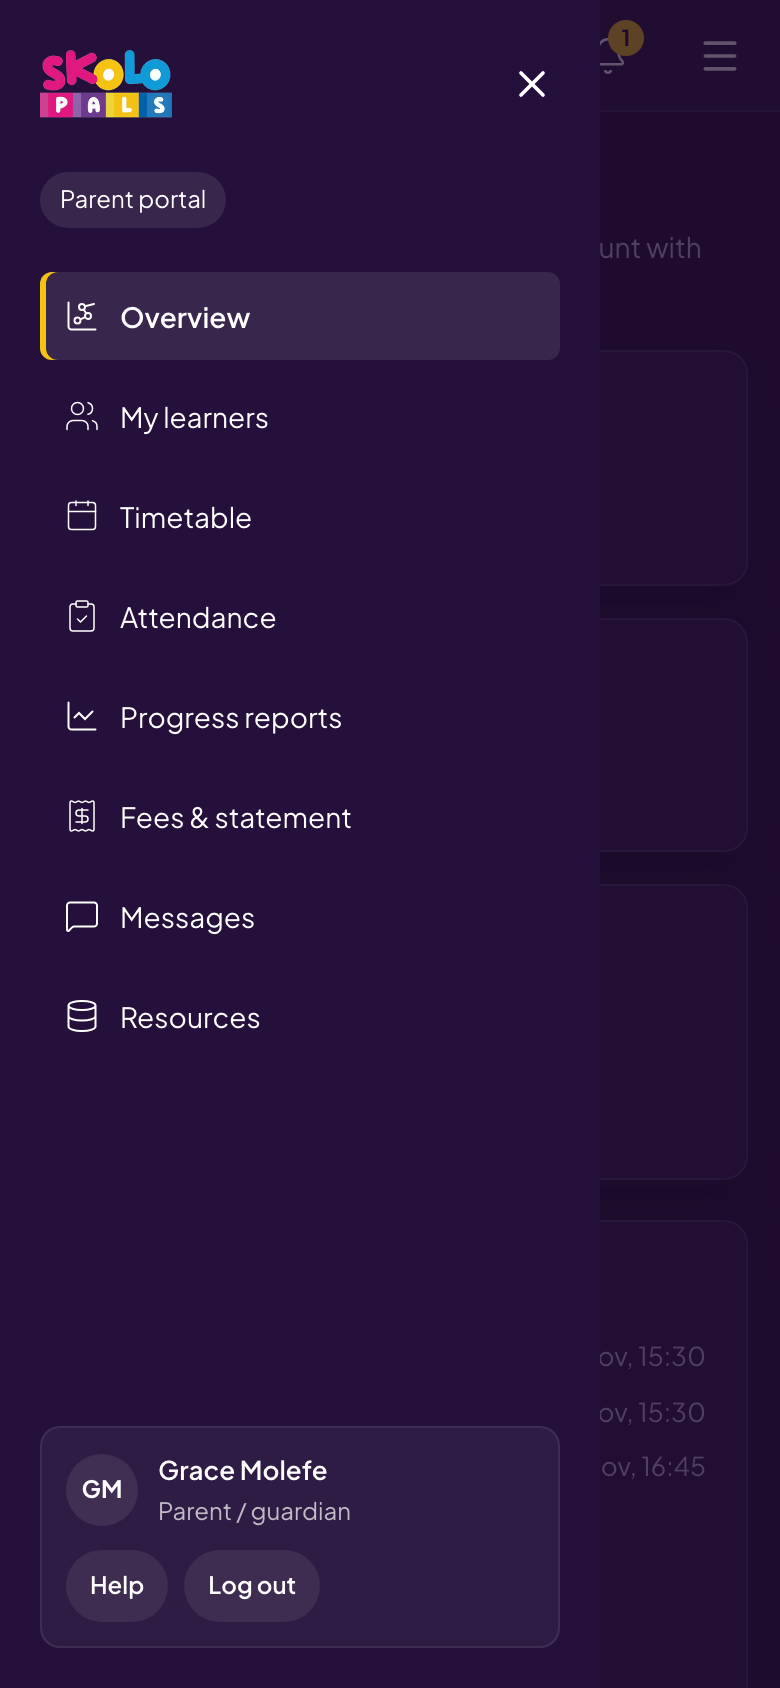 SKOLO
PALS
1
Parent portal
unt with
Overview
My learners
Timetable
Attendance
Progress reports
Fees & statement
Messages
Resources
ov, 15:30
ov, 15:30
ov, 16:45
GM
Grace Molefe
Parent / guardian
Help
Log out